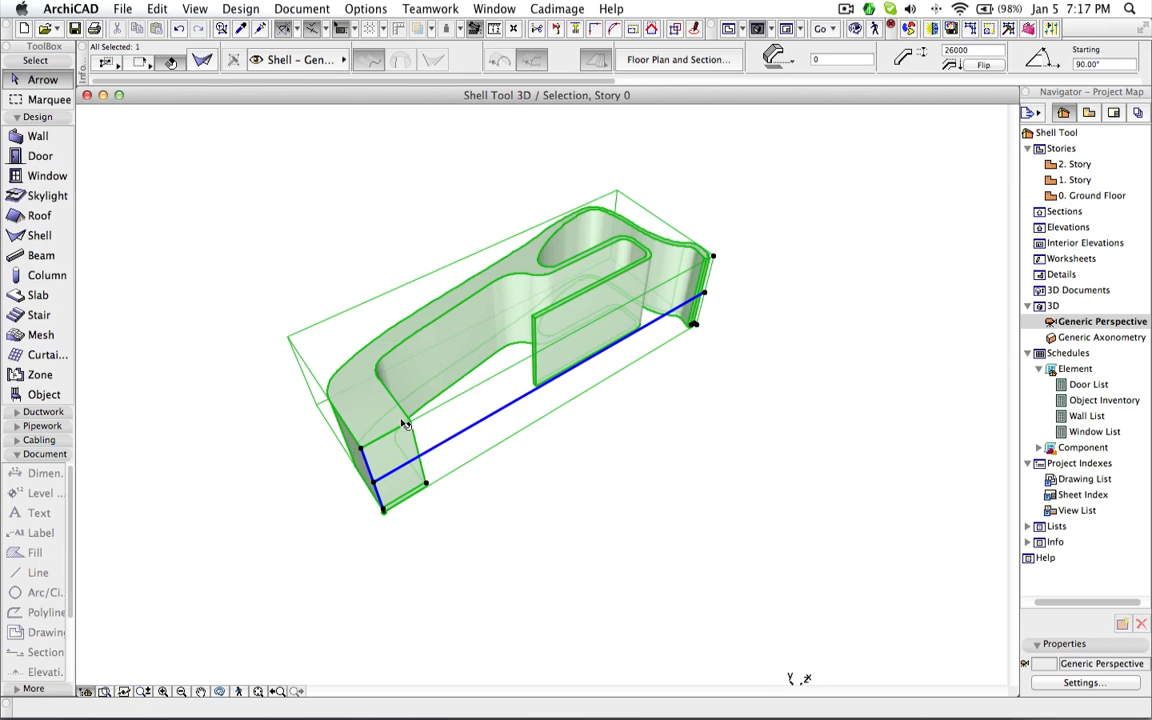 ArchiCAD File Edit View Design Document Options Teamwork Window Cadimage Help (98%) Jan 5 7:17 PM
ToolBox
Select
Arrow
Marquee
Design
Wall
Door
Window
Skylight
Roof
Shell
Beam
Column
Slab
Stair
Mesh
Curtai...
Zone
Object
Ductwork
Pipework
Cabling
Document
Dimen.
Level ..
Text
Label
Fill
Line
Arc/Ci.
Polyline
Drawing
Section
Elevati.
More
Go
Info.
All Selected: 1
Shell - Gen...
Floor Plan and Section...
0
26000
Flip
Starting
90.00°
Shell Tool 3D / Selection, Story 0
Y
Navigator - Project Map
Shell Tool
Stories
2. Story
1. Story
0. Ground Floor
Sections
Elevations
Interior Elevations
Worksheets
Details
3D Documents
3D
Generic Perspective
Generic Axonometry
Schedules
Element
Door List
Object Inventory
Wall List
Window List
Component
Project Indexes
Drawing List
Sheet Index
View List
Lists
Info
Help
Properties
Generic Perspective
Settings...